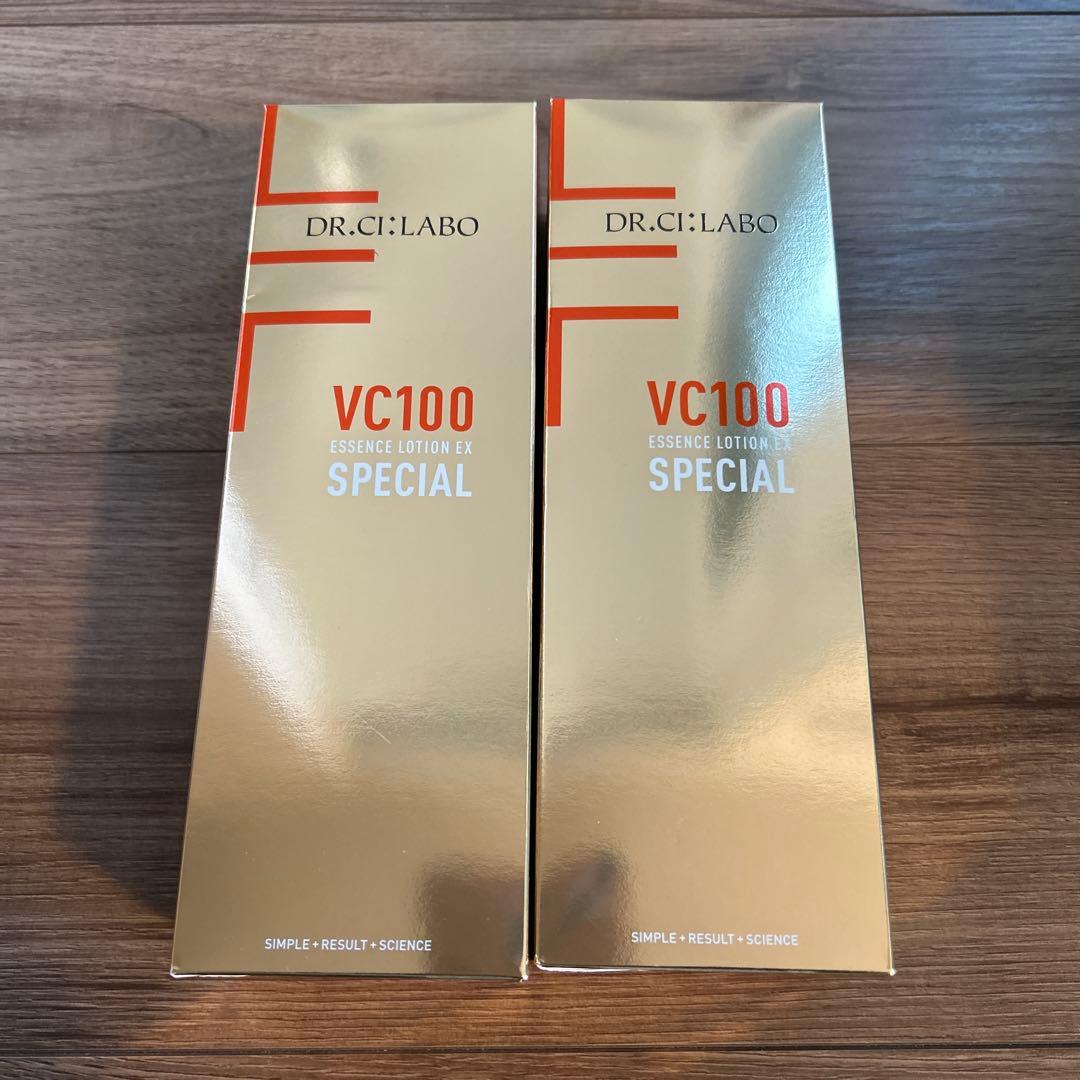 DR.CI:LABO
VC100
ESSENCE LOTION EX
SPECIAL
SIMPLE+RESULT+SCIENCE
DR.CI:LABO
VC100
ESSENCE LOTION EX
SPECIAL
SIMPLE+RESULT+SCIENCE